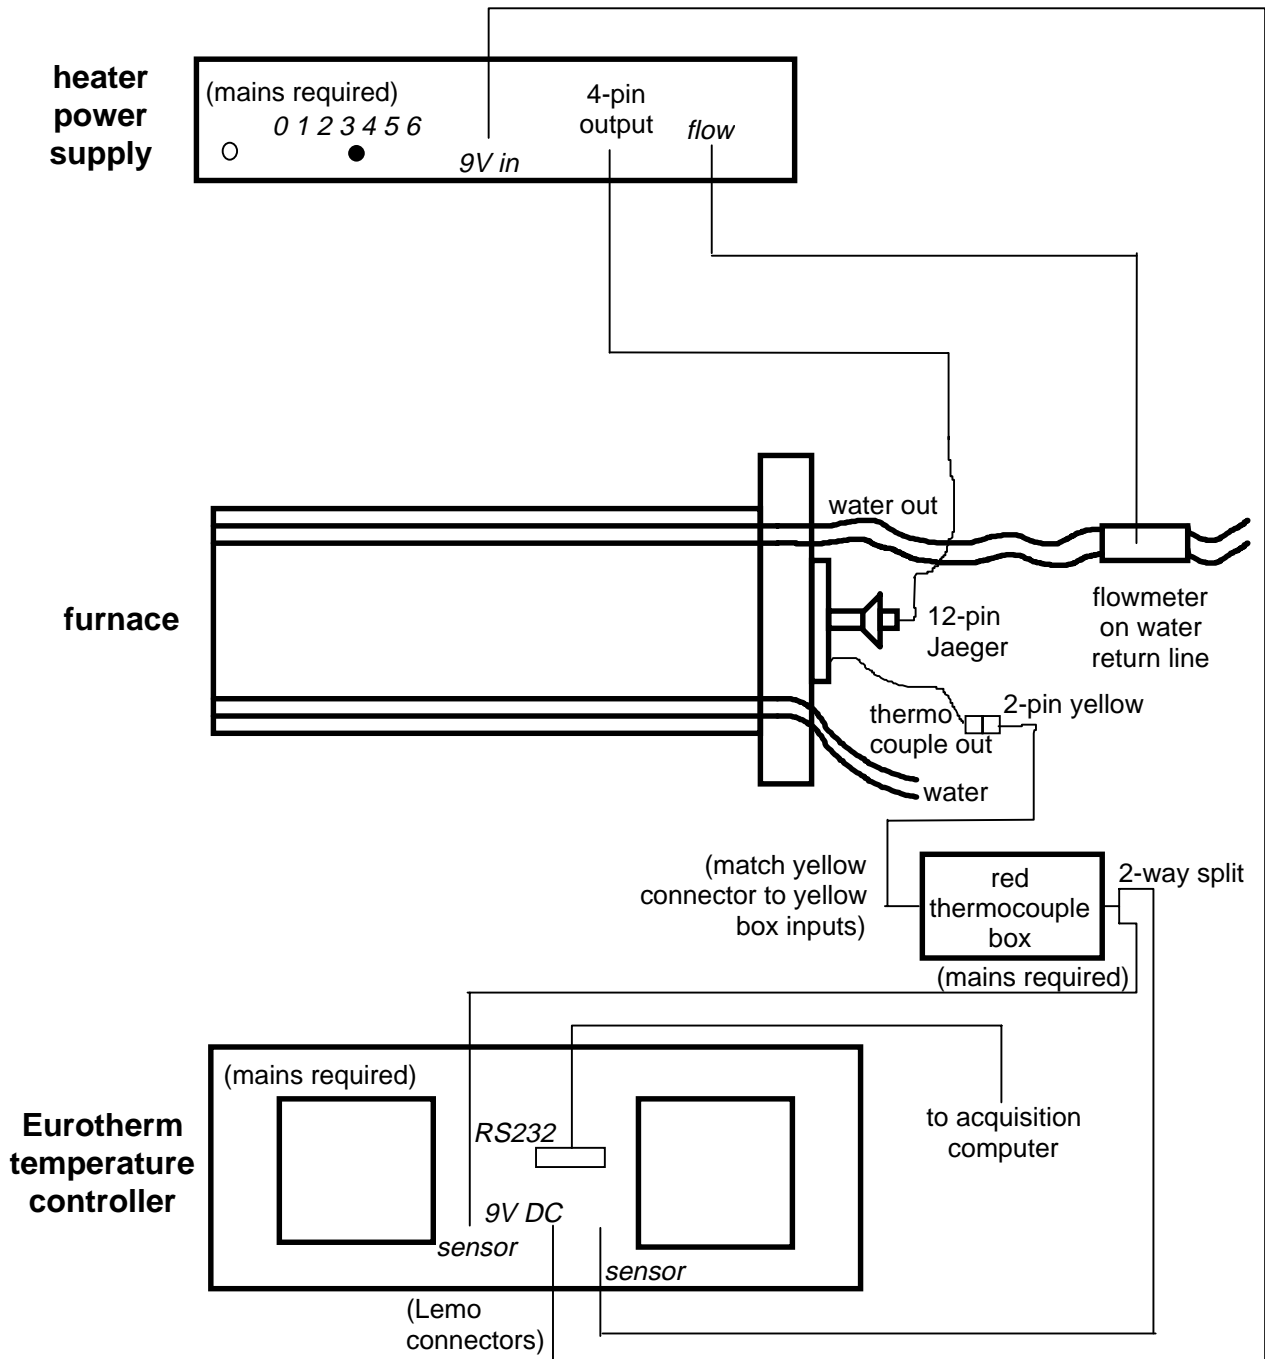 heater
power
supply
(mains required)
0 1 2 3 4 5 6
9V in
4-pin
output
flow
water out
furnace
12-pin
Jaeger
flowmeter
on water
return line
thermo
couple out
2-pin yellow
water
(match yellow
connector to yellow
box inputs)
red
thermocouple
box
2-way split
(mains required)
Eurotherm
temperature
controller
(mains required)
RS232
to acquisition
computer
9V DC
sensor
sensor
(Lemo
connectors)